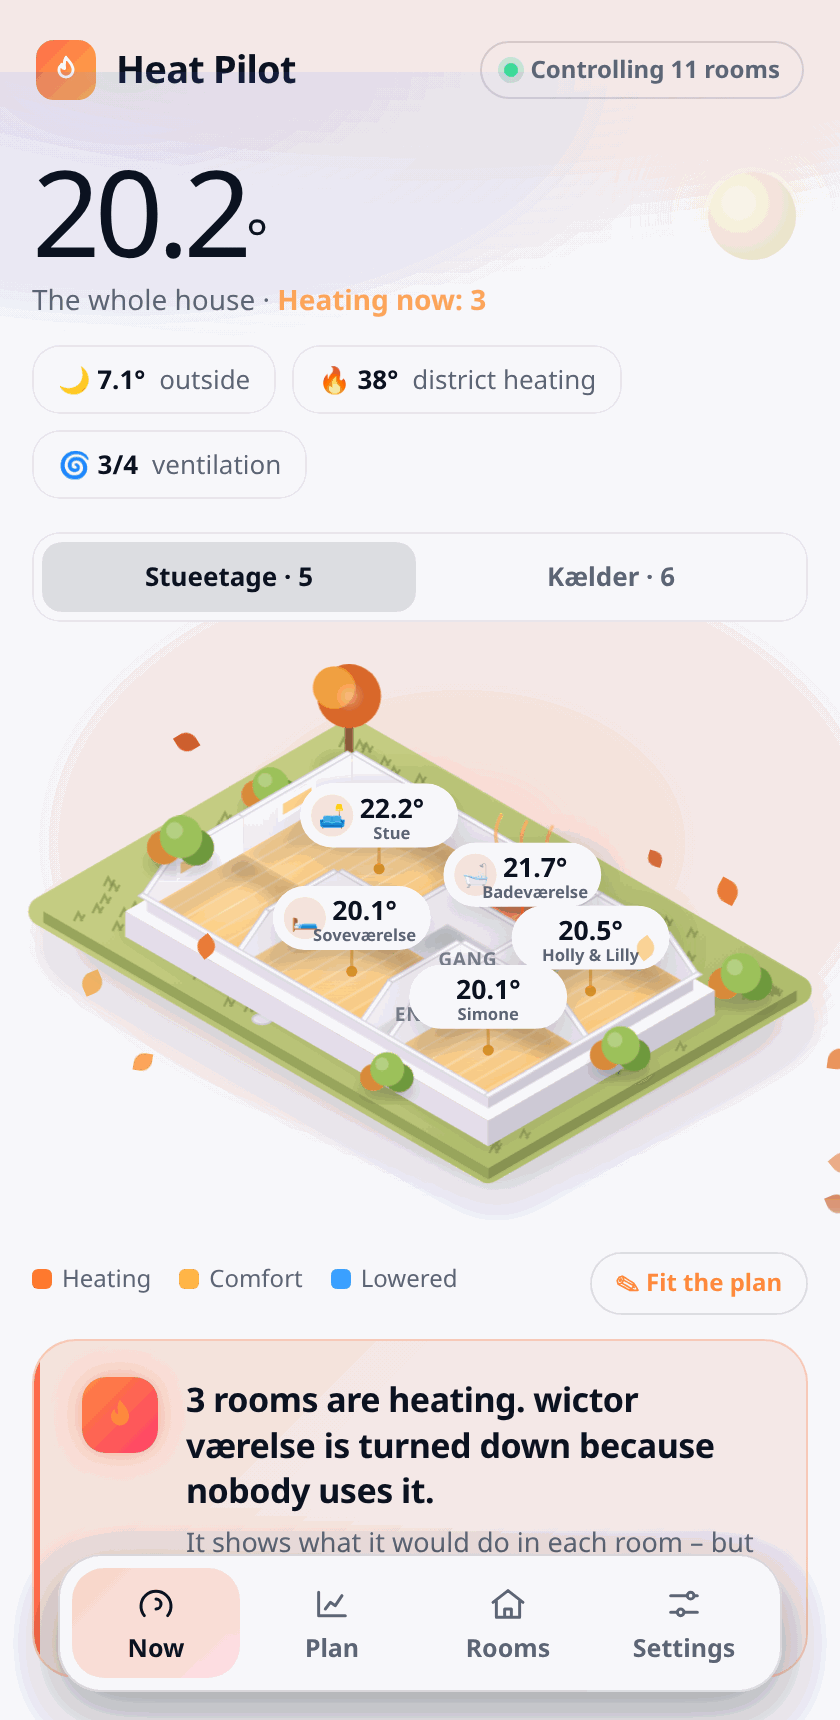 Heat Pilot
Controlling 11 rooms
20.2°
The whole house · Heating now: 3
7.1° outside
38° district heating
3/4 ventilation
Stueetage · 5
Kælder · 6
22.2°
Stue
21.7°
Badeværelse
20.1°
Soveværelse
20.5°
Holly & Lilly
GANG
20.1°
Simone
Heating
Comfort
Lowered
✎ Fit the plan
3 rooms are heating. wictor
værelse is turned down because
nobody uses it.
It shows what it would do in each room – but
Now
Plan
Rooms
Settings